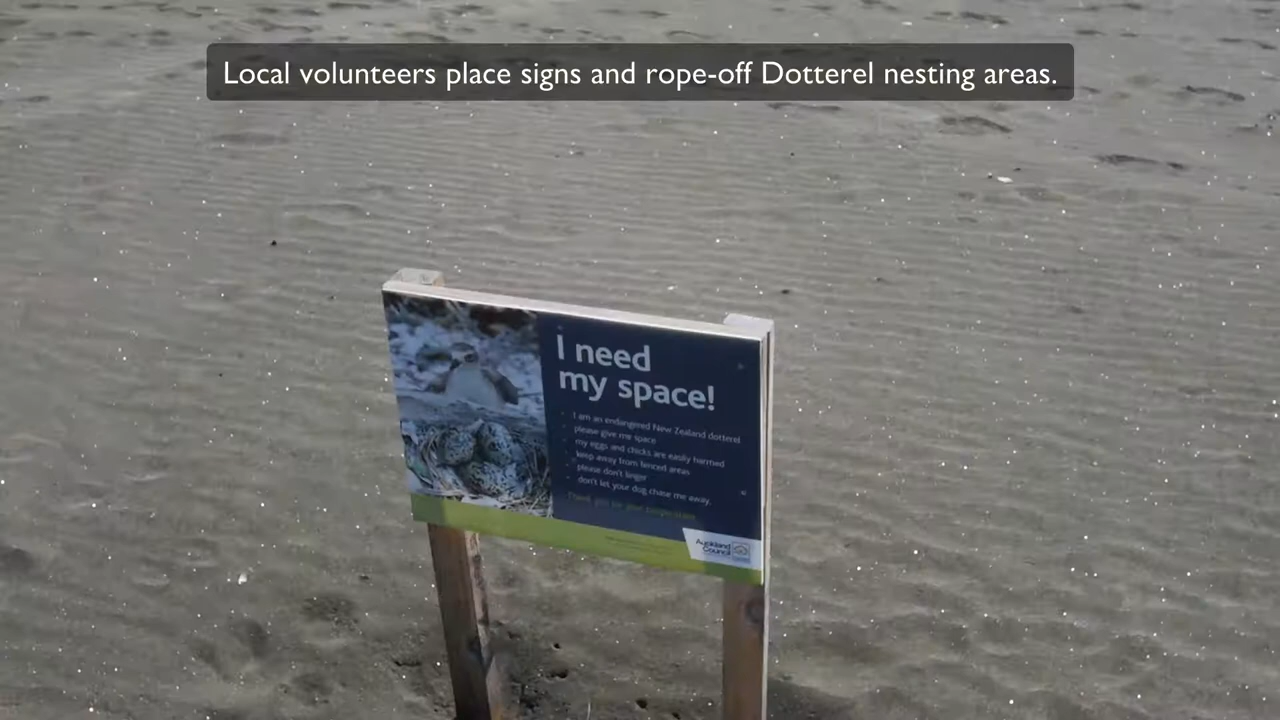 Local volunteers place signs and rope-off Dotterel nesting areas.
I need
my space!
I am an endangered New Zealand dotterel
please give me space
my eggs and chicks are easily harmed
keep away from fenced areas
please don't linger
don't let your dog chase me away.
Thank you for your cooperation
Auckland
Council